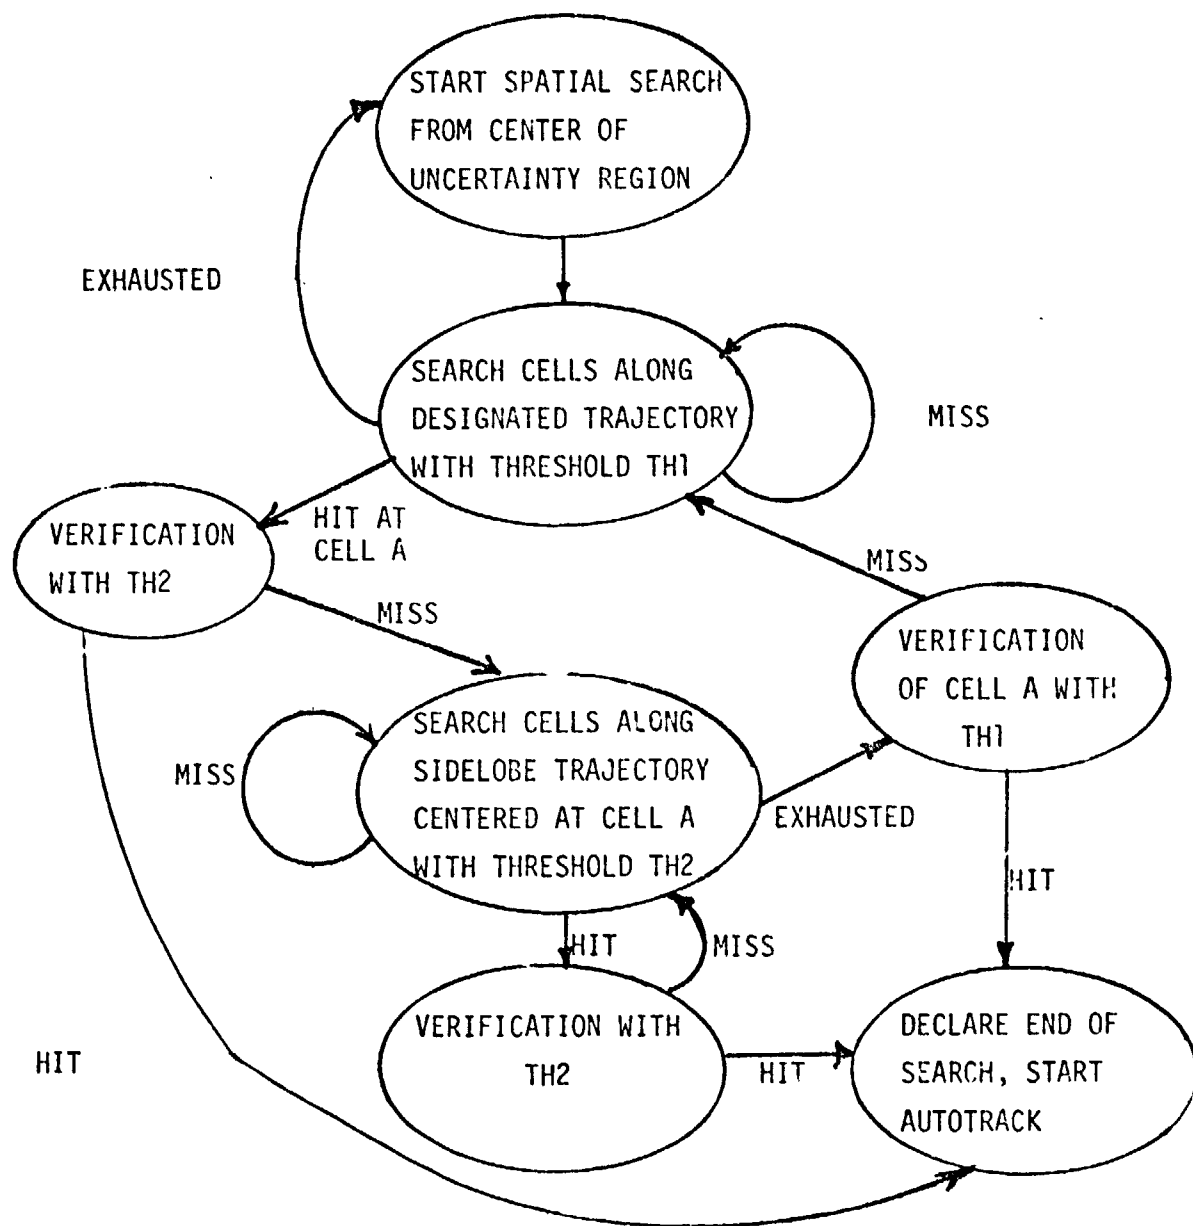 START SPATIAL SEARCH
FROM CENTER OF
UNCERTAINTY REGION
EXHAUSTED
SEARCH CELLS ALONG
DESIGNATED TRAJECTORY
WITH THRESHOLD TH1
MISS
HIT AT
CELL A
VERIFICATION
WITH TH2
MISS
MISS
VERIFICATION
OF CELL A WITH
TH1
SEARCH CELLS ALONG
SIDELOBE TRAJECTORY
CENTERED AT CELL A
WITH THRESHOLD TH2
MISS
EXHAUSTED
HIT
HIT
MISS
VERIFICATION WITH
TH2
HIT
DECLARE END OF
SEARCH, START
AUTOTRACK
HIT